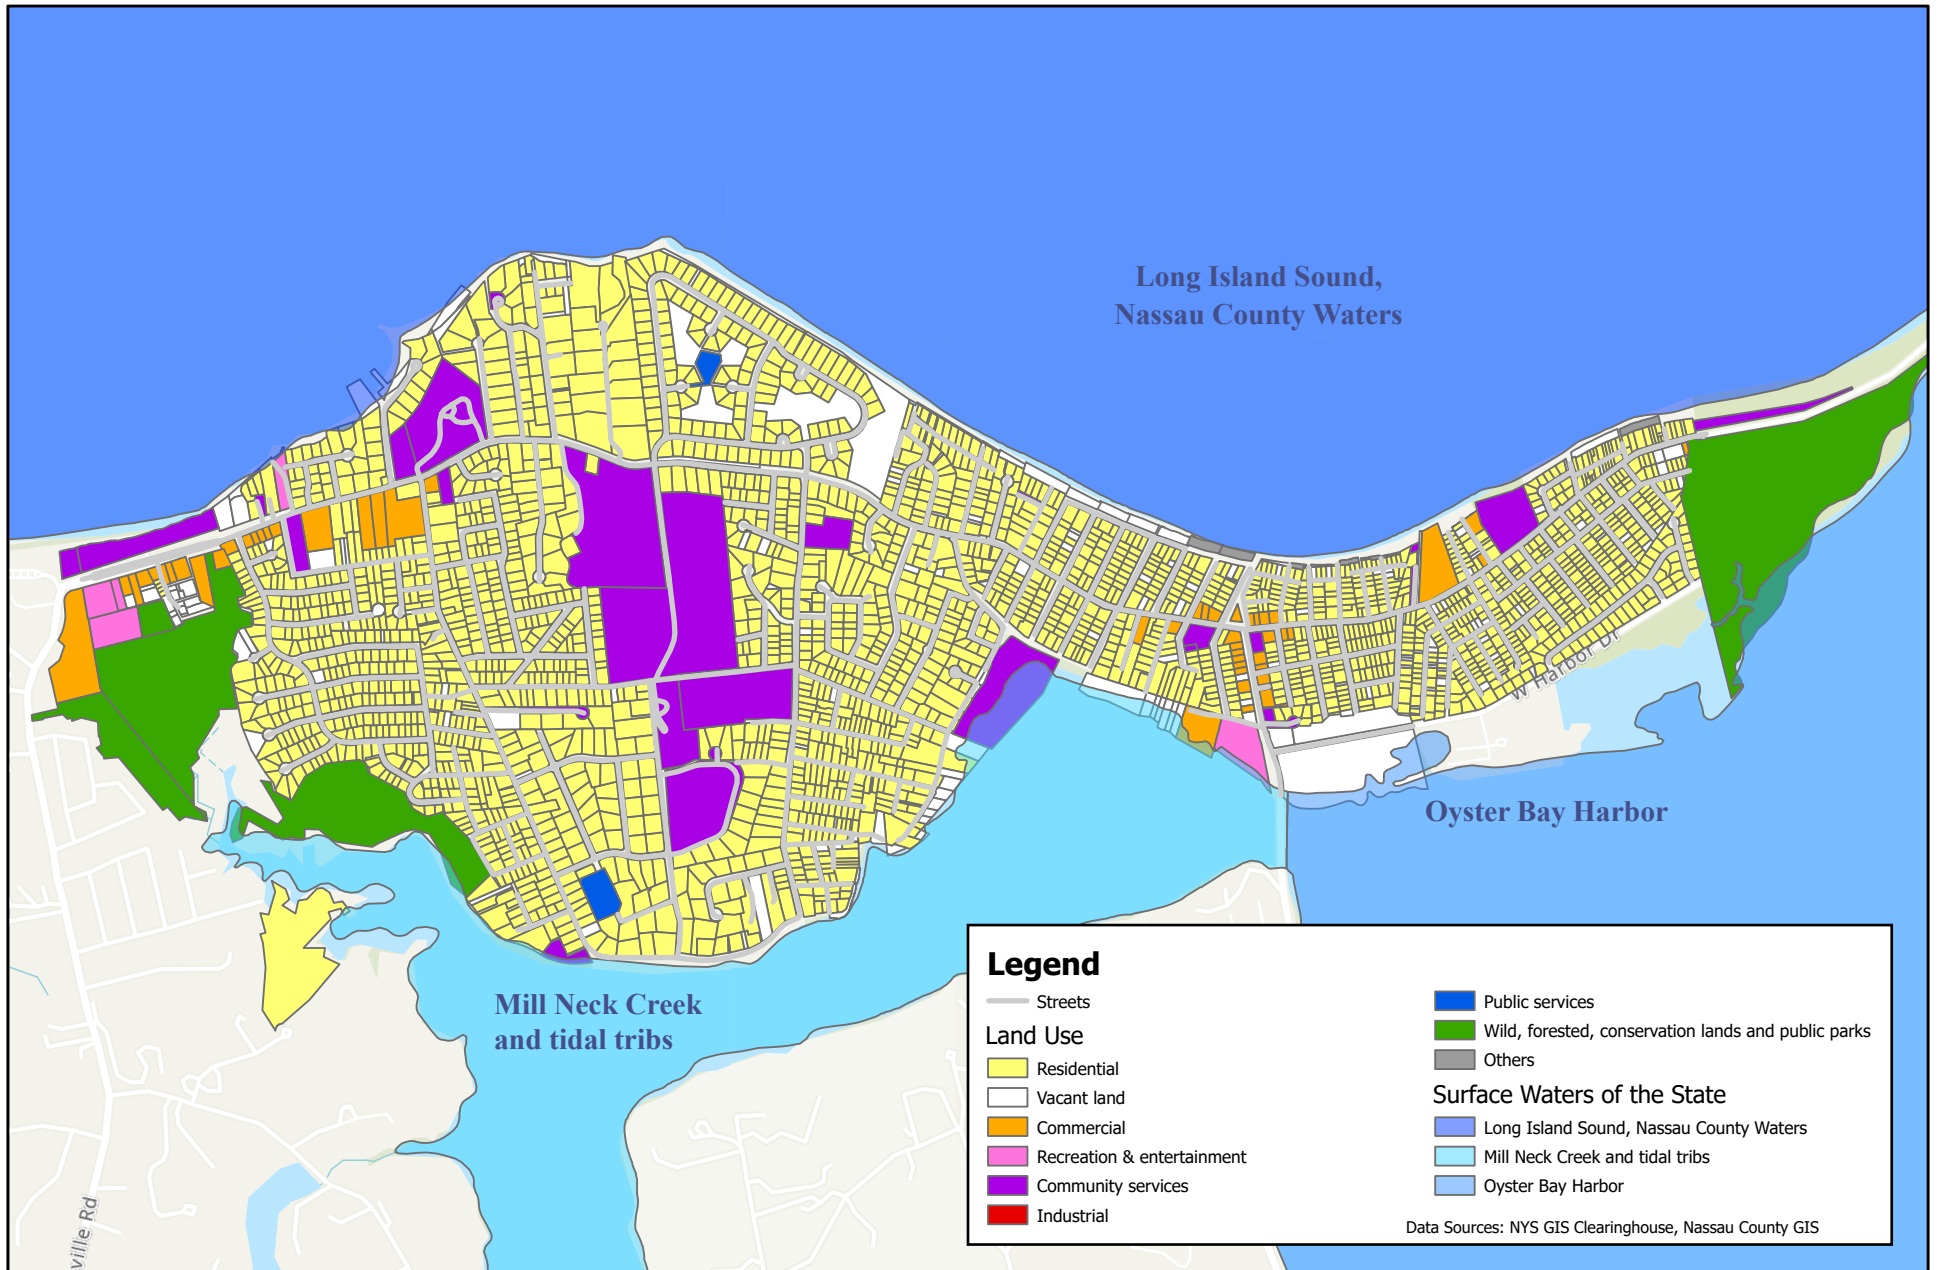 Long Island Sound,
Nassau County Waters
W Harbor Dr
Oyster Bay Harbor
Mill Neck Creek
and tidal tribs
ville Rd
Legend
Streets
Land Use
Residential
Vacant land
Commercial
Recreation & entertainment
Community services
Industrial
Public services
Wild, forested, conservation lands and public parks
Others
Surface Waters of the State
Long Island Sound, Nassau County Waters
Mill Neck Creek and tidal tribs
Oyster Bay Harbor
Data Sources: NYS GIS Clearinghouse, Nassau County GIS